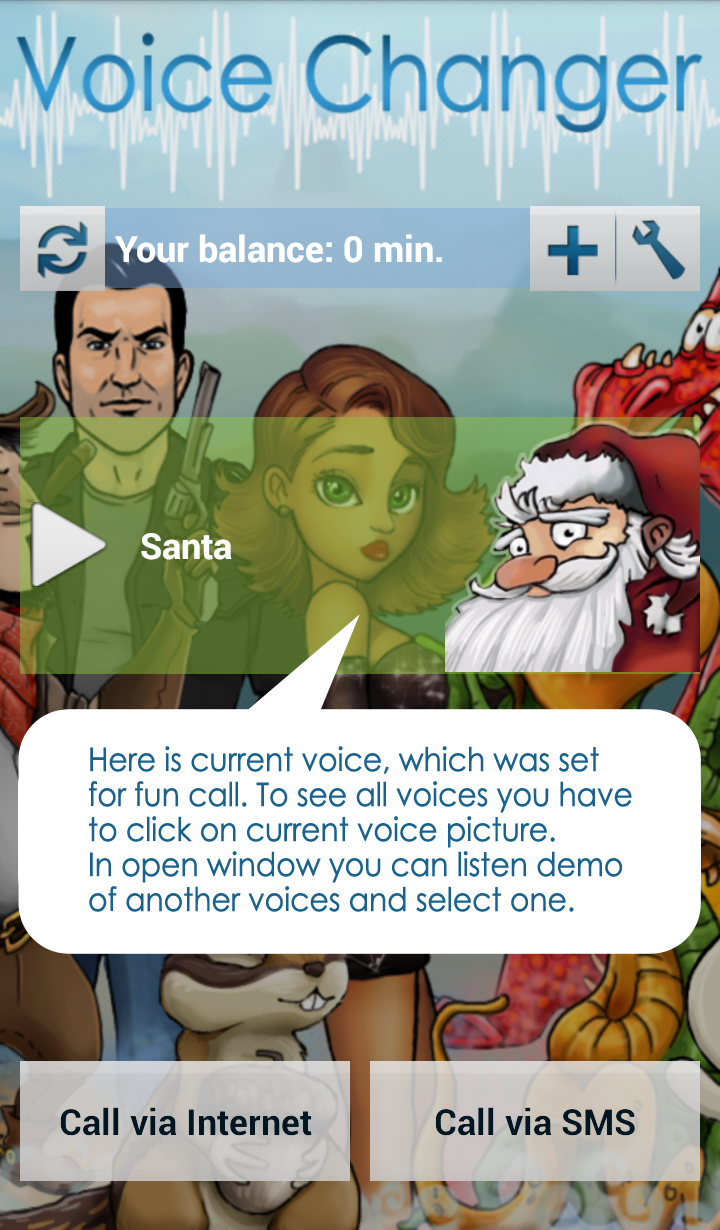 Voice Changer
Your balance: 0 min.
Santa
Here is current voice, which was set
for fun call. To see all voices you have
to click on current voice picture.
In open window you can listen demo
of another voices and select one.
Call via Internet
Call via SMS